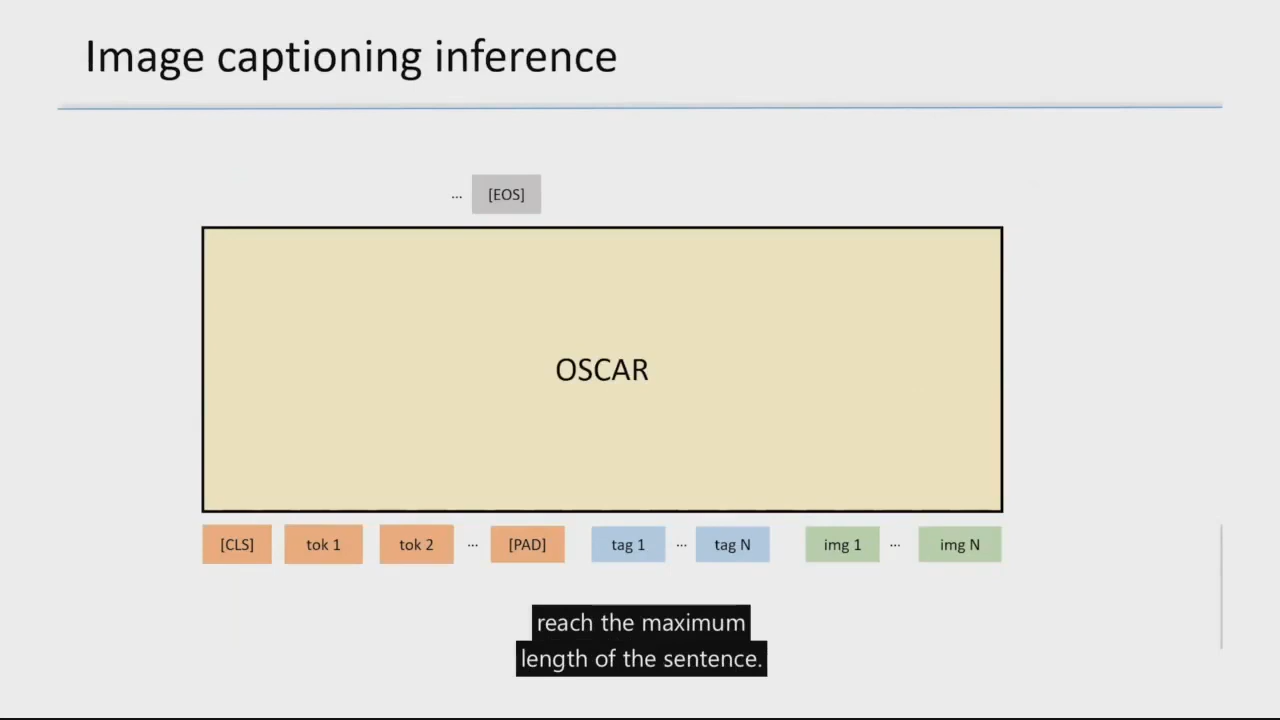 Image captioning inference
... [EOS]
OSCAR
[CLS] tok 1 tok 2 ... [PAD] tag 1 ... tag N img 1 ... img N
reach the maximum
length of the sentence.